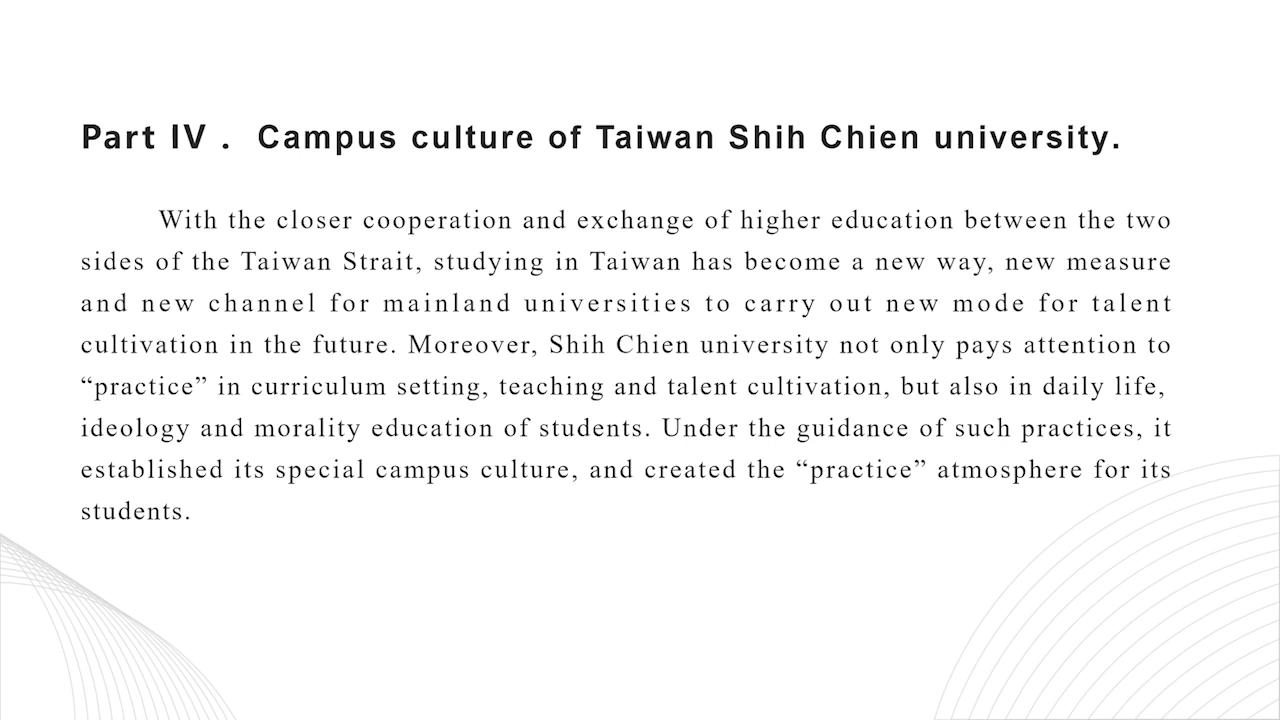 Part IV .  Campus culture of Taiwan Shih Chien university.
With the closer cooperation and exchange of higher education between the two
sides of the Taiwan Strait, studying in Taiwan has become a new way, new measure
and new channel for mainland universities to carry out new mode for talent
cultivation in the future. Moreover, Shih Chien university not only pays attention to
“practice” in curriculum setting, teaching and talent cultivation, but also in daily life,
ideology and morality education of students. Under the guidance of such practices, it
established its special campus culture, and created the “practice” atmosphere for its
students.